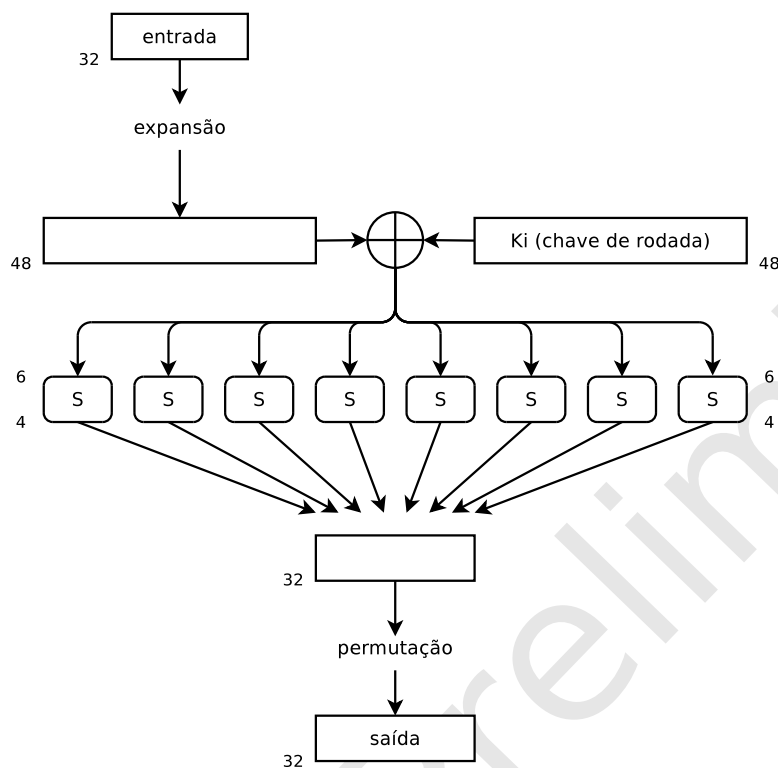 entrada
32
expansão
Ki (chave de rodada)
48
48
6
6
S S S S S S S S
4
4
32
permutação
saída
32